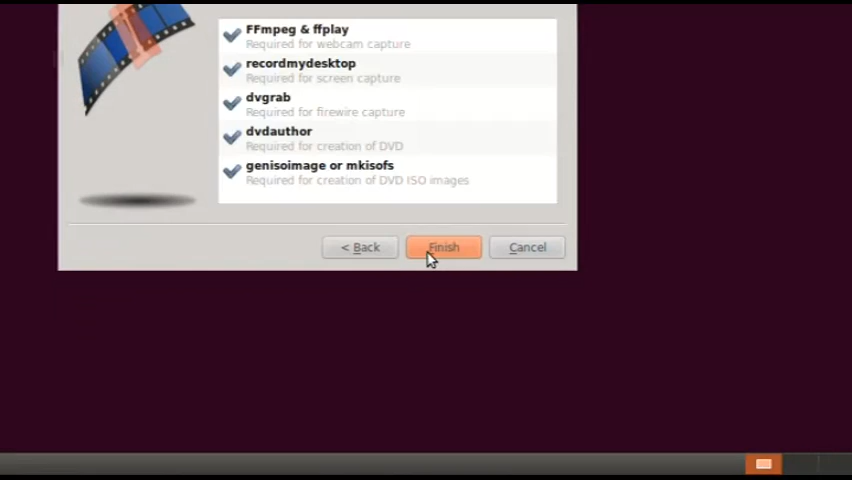 FFmpeg & ffplay
Required for webcam capture
recordmydesktop
Required for screen capture
dvgrab
Required for firewire capture
dvdauthor
Required for creation of DVD
genisoimage or mkisofs
Required for creation of DVD ISO images
< Back Finish Cancel